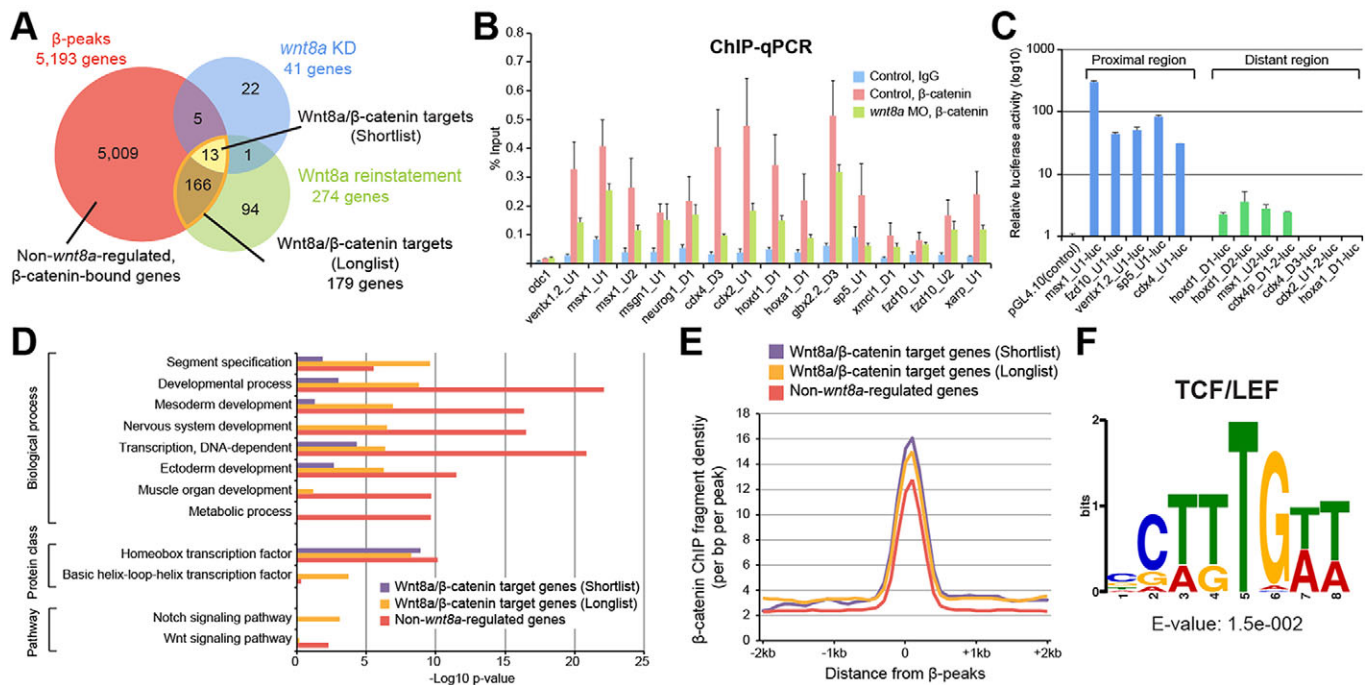 A
β-peaks
5,193 genes
wnt8a KD
41 genes
22
5
Wnt8a/β-catenin targets
(Shortlist)
5,009
13
1
166
Wnt8a reinstatement
274 genes
94
Non-wnt8a-regulated,
β-catenin-bound genes
Wnt8a/β-catenin targets
(Longlist)
179 genes
B
ChIP-qPCR
% Input
0.8
0.7
0.6
0.5
0.4
0.3
0.2
0.1
Control, IgG
Control, β-catenin
wnt8a MO, β-catenin
odc1
ventx1.2_U1
msx1_U1
msx1_U2
msgn1_U1
neurog1_D1
cdx4_D3
cdx2_U1
hoxd1_D1
hoxa1_D1
gbx2.2_D3
sp5_U1
xmcl1_D1
fzd10_U1
fzd10_U2
xarp_U1
C
Relative luciferase activity (log10)
1000
100
10
1
Proximal region
Distant region
pGL4.10(control)
msx1_U1-luc
fzd10_U1-luc
ventx1.2_U1-luc
sp5_U1-luc
cdx4_U1-luc
hoxd1_D1-luc
hoxd1_D2-luc
msx1_U2-luc
cdx4p_D1-2-luc
cdx4_D3-luc
cdx2_U1-2-luc
hoxa1_D1-luc
D
Biological process
Segment specification
Developmental process
Mesoderm development
Nervous system development
Transcription, DNA-dependent
Ectoderm development
Muscle organ development
Metabolic process
Protein class
Homeobox transcription factor
Basic helix-loop-helix transcription factor
Pathway
Notch signaling pathway
Wnt signaling pathway
Wnt8a/β-catenin target genes (Shortlist)
Wnt8a/β-catenin target genes (Longlist)
Non-wnt8a-regulated genes
0 5 10 15 20 25
-Log10 p-value
E
Wnt8a/β-catenin target genes (Shortlist)
Wnt8a/β-catenin target genes (Longlist)
Non-wnt8a-regulated genes
β-catenin ChIP fragment denstiy
(per bp per peak)
18
16
14
12
10
8
6
4
2
0
-2kb -1kb 0 +1kb +2kb
Distance from β-peaks
F
TCF/LEF
bits
2
1
0
C C T T T G T T
G G A G A A
1 2 3 4 5 6 7 8
E-value: 1.5e-002